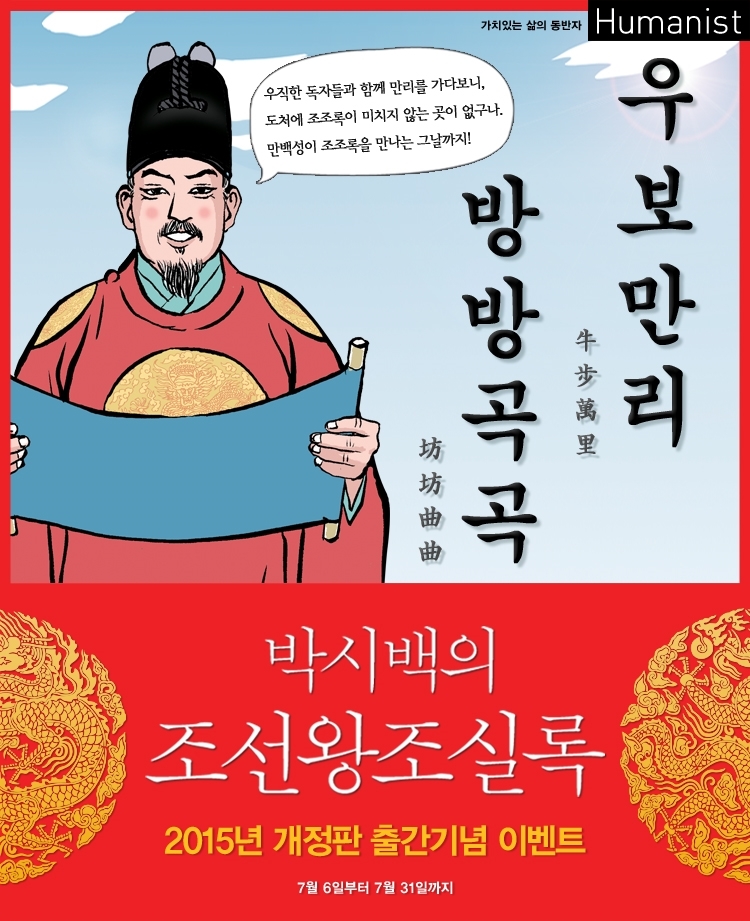 가치있는 삶의 동반자 Humanist
우직한 독자들과 함께 만리를 가다보니,
도처에 조조록이 미치지 않는 곳이 없구나.
만백성이 조조록을 만나는 그날까지!
우보만리
牛步萬里
방방곡곡
坊坊曲曲
박시백의
조선왕조실록
2015년 개정판 출간기념 이벤트
7월 6일부터 7월 31일까지